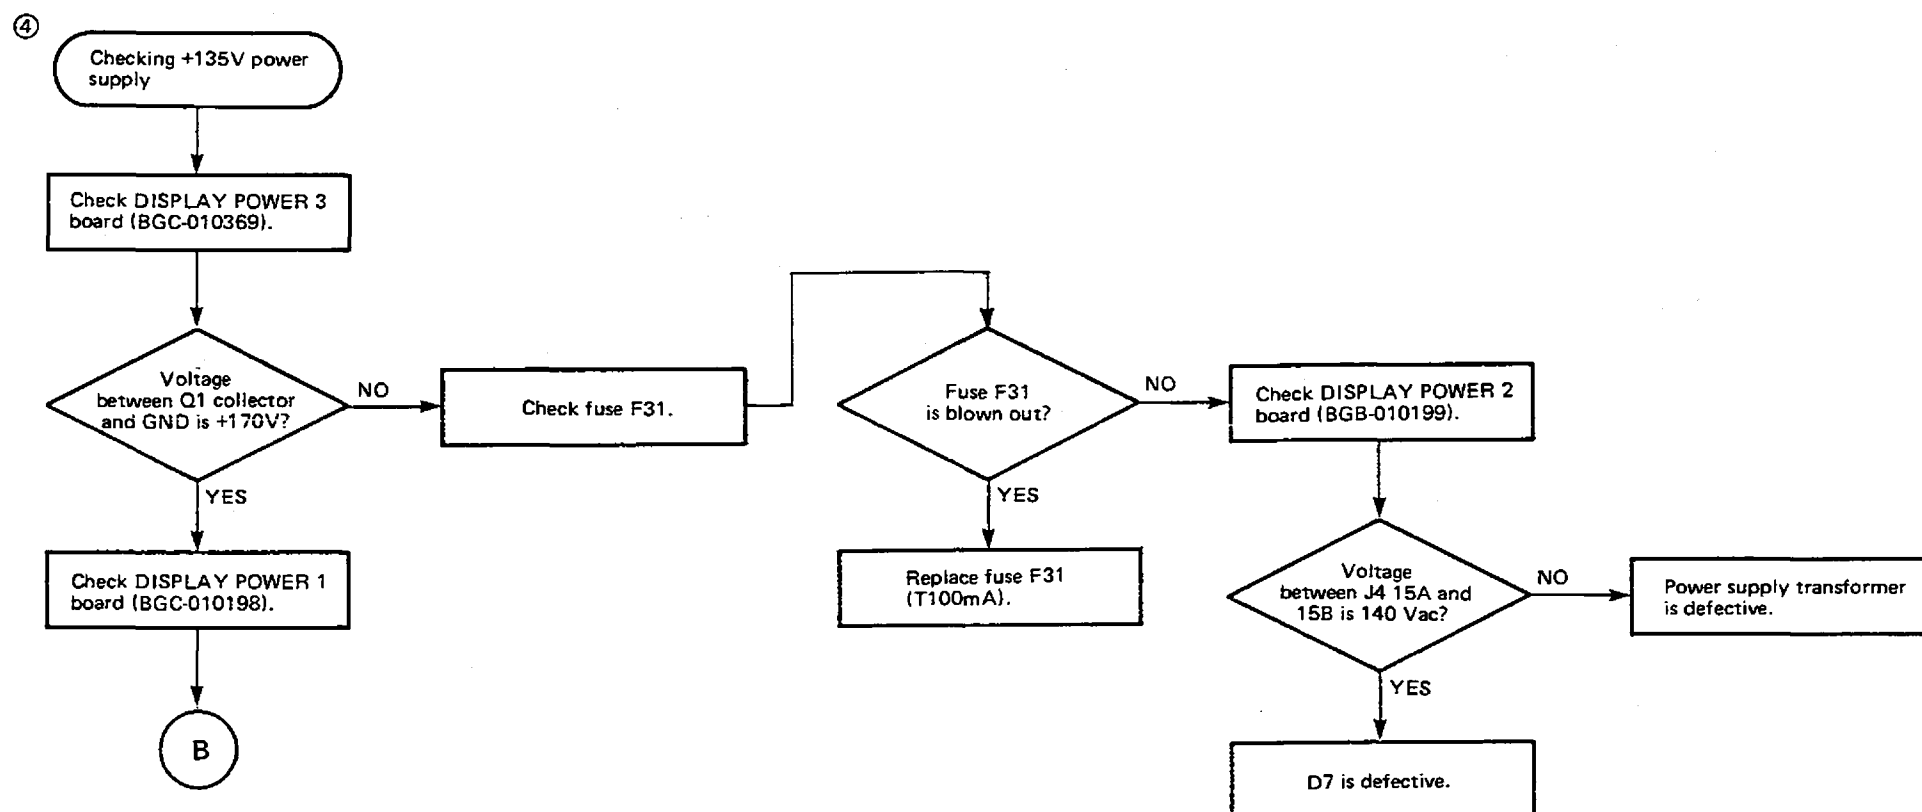 ④
Checking +135V power
supply
Check DISPLAY POWER 3
board (BGC-010369).
Voltage
between Q1 collector
and GND is +170V?
NO
YES
Check fuse F31.
Fuse F31
is blown out?
NO
YES
Check DISPLAY POWER 2
board (BGB-010199).
Check DISPLAY POWER 1
board (BGC-010198).
Replace fuse F31
(T100mA).
Voltage
between J4 15A and
15B is 140 Vac?
NO
YES
Power supply transformer
is defective.
B
D7 is defective.